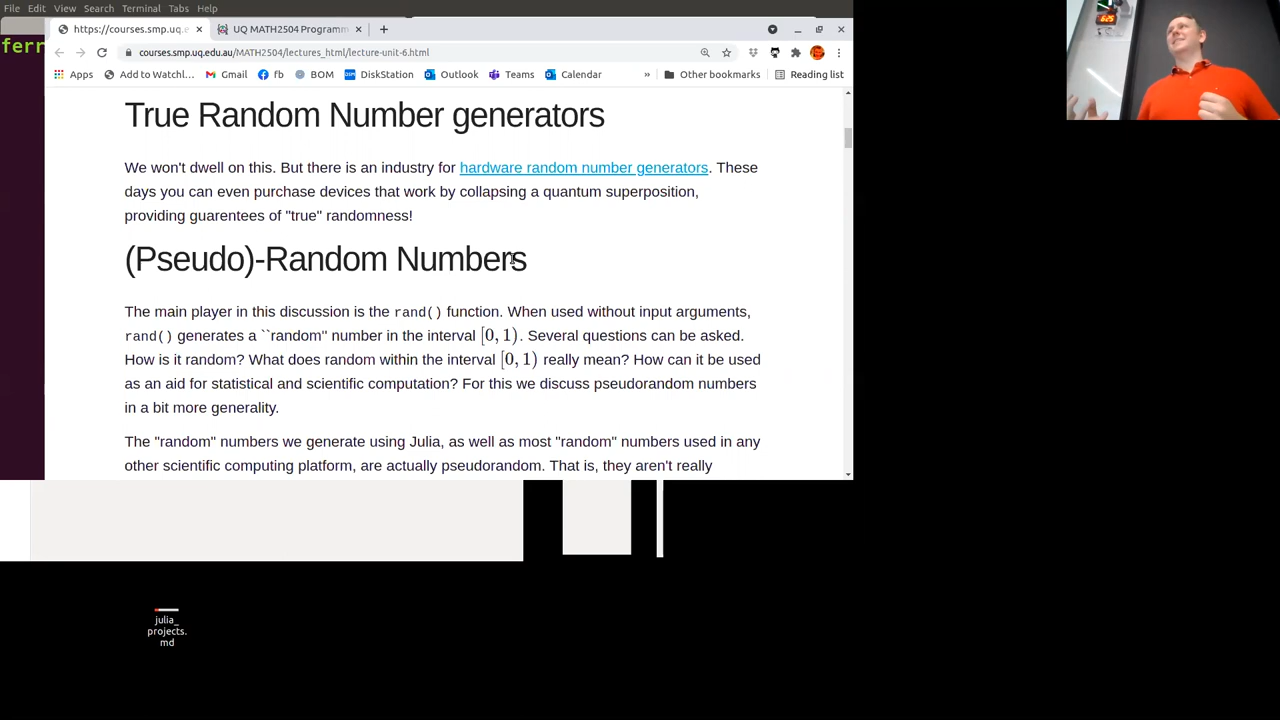 File Edit View Search Terminal Tabs Help
ferr
https://courses.smp.uq.e
UQ MATH2504 Programm
courses.smp.uq.edu.au/MATH2504/lectures_html/lecture-unit-6.html
Apps Add to Watchl... Gmail fb BOM DiskStation Outlook Teams Calendar » Other bookmarks Reading list
True Random Number generators
We won't dwell on this. But there is an industry for hardware random number generators. These
days you can even purchase devices that work by collapsing a quantum superposition,
providing guarentees of "true" randomness!
(Pseudo)-Random Numbers
The main player in this discussion is the rand() function. When used without input arguments,
rand() generates a ``random'' number in the interval [0, 1). Several questions can be asked.
How is it random? What does random within the interval [0, 1) really mean? How can it be used
as an aid for statistical and scientific computation? For this we discuss pseudorandom numbers
in a bit more generality.
The "random" numbers we generate using Julia, as well as most "random" numbers used in any
other scientific computing platform, are actually pseudorandom. That is, they aren't really
julia_
projects.
md
6:25